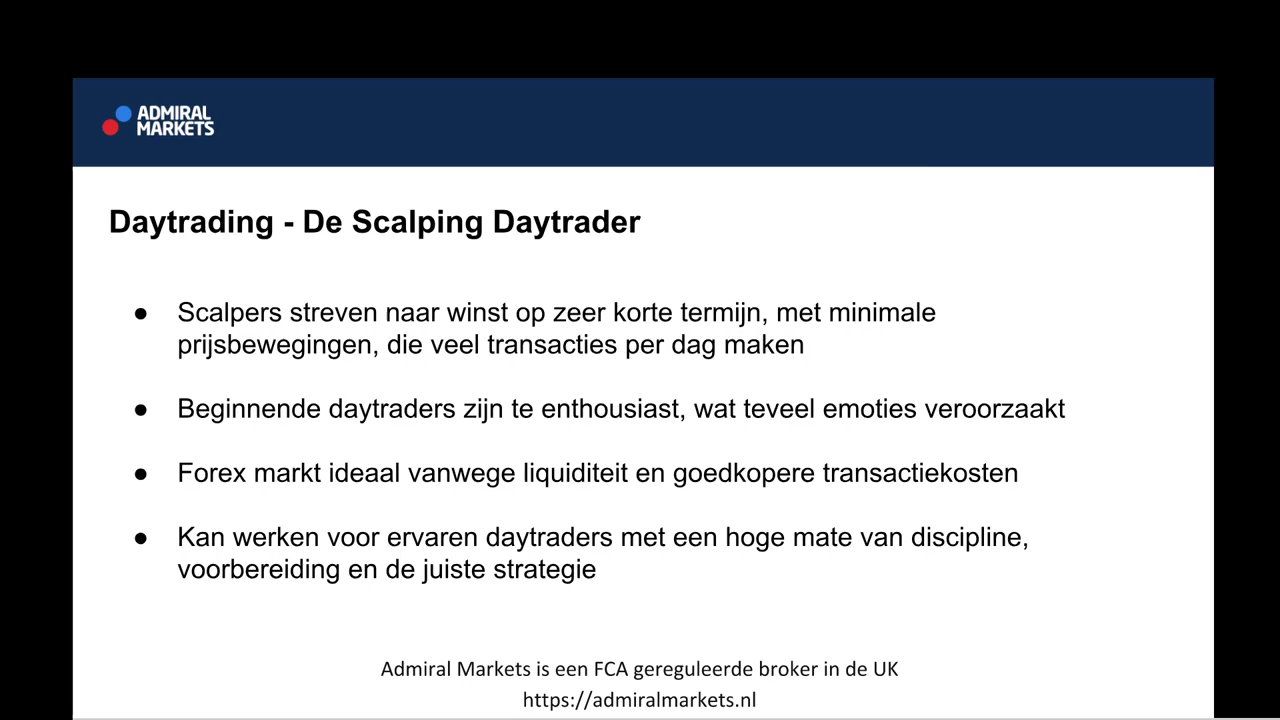 ADMIRAL
MARKETS
Daytrading - De Scalping Daytrader
● Scalpers streven naar winst op zeer korte termijn, met minimale
prijsbewegingen, die veel transacties per dag maken
● Beginnende daytraders zijn te enthousiast, wat teveel emoties veroorzaakt
● Forex markt ideaal vanwege liquiditeit en goedkopere transactiekosten
● Kan werken voor ervaren daytraders met een hoge mate van discipline,
voorbereiding en de juiste strategie
Admiral Markets is een FCA gereguleerde broker in de UK
https://admiralmarkets.nl